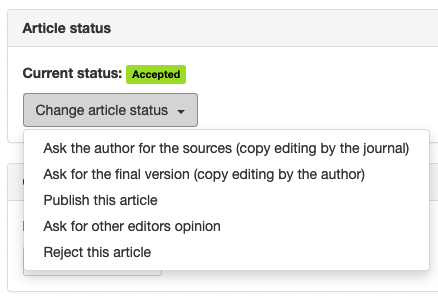 Article status
Current status: Accepted
Change article status
Ask the author for the sources (copy editing by the journal)
Ask for the final version (copy editing by the author)
Publish this article
Ask for other editors opinion
Reject this article